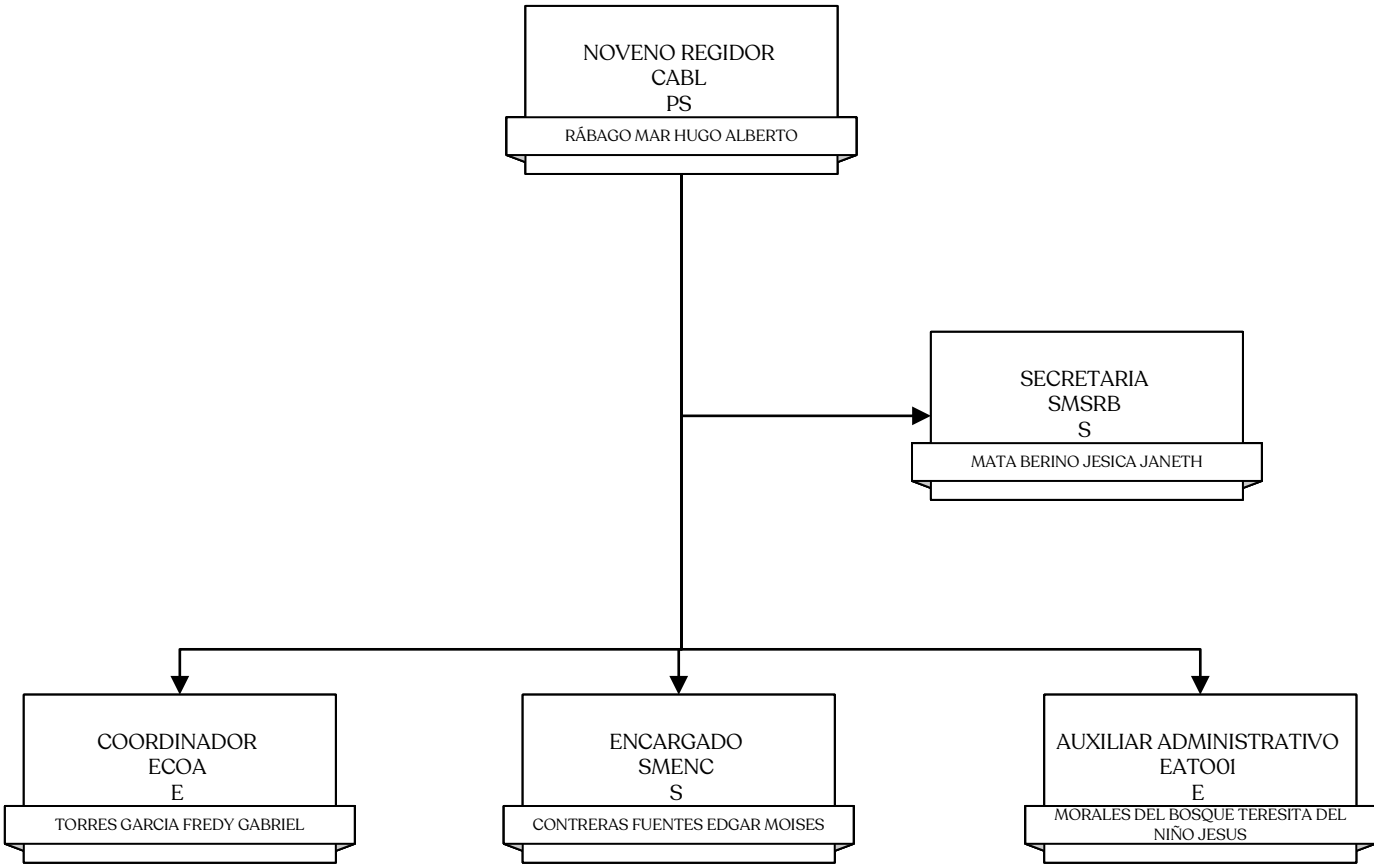 NOVENO REGIDOR
CABL
PS
RÁBAGO MAR HUGO ALBERTO
SECRETARIA
SMSRB
S
MATA BERINO JESICA JANETH
COORDINADOR
ECOA
E
TORRES GARCIA FREDY GABRIEL
ENCARGADO
SMENC
S
CONTRERAS FUENTES EDGAR MOISES
AUXILIAR ADMINISTRATIVO
EATO01
E
MORALES DEL BOSQUE TERESITA DEL
NIÑO JESUS